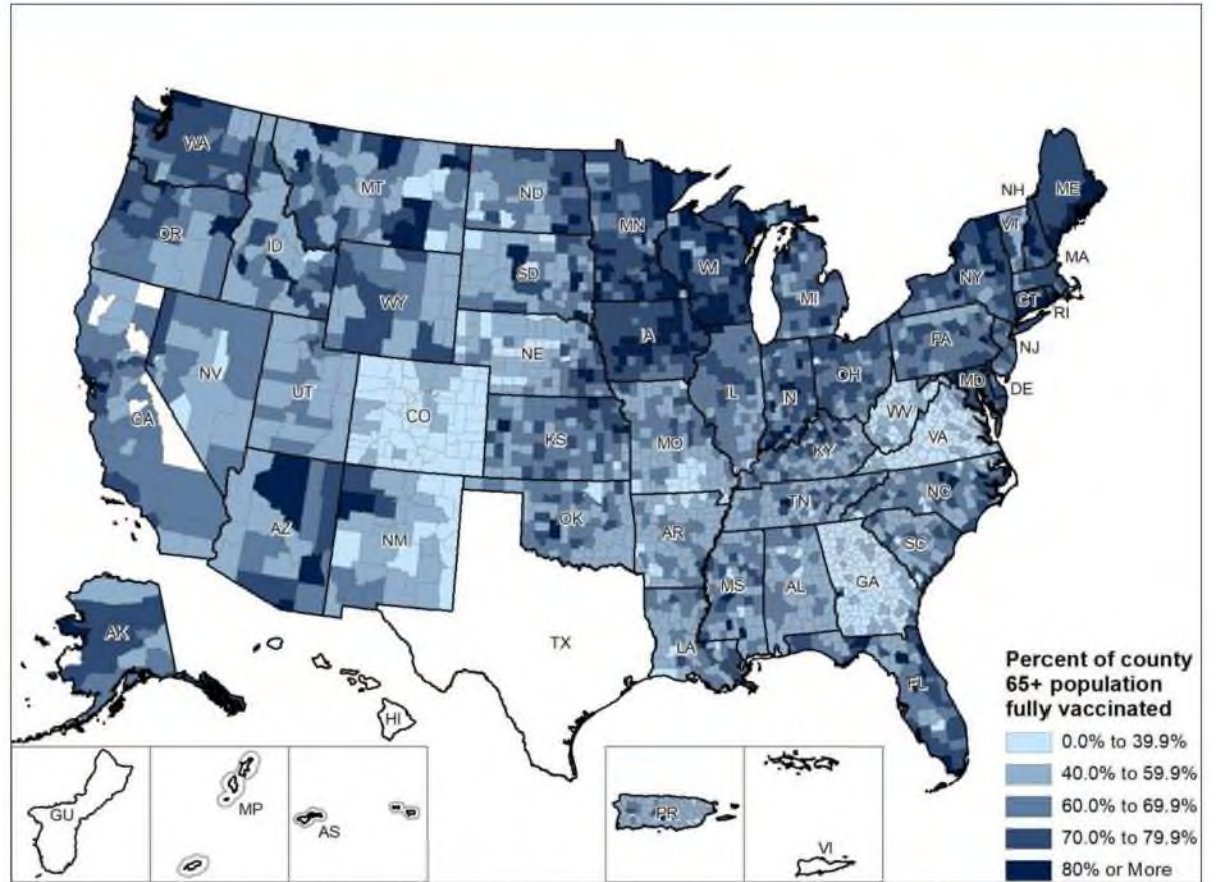 WA
MT
ND
MN
OR
ID
WY
SD
WI
MI
NY
VT
NH
ME
MA
CT
RI
NJ
PA
IA
NE
NV
UT
CO
CA
KS
MO
IL
IN
OH
WV
VA
MD
DE
KY
TN
NC
SC
OK
AR
AZ
NM
MS
AL
GA
LA
TX
FL
AK
HI
GU
MP
AS
PR
VI
Percent of county
65+ population
fully vaccinated
0.0% to 39.9%
40.0% to 59.9%
60.0% to 69.9%
70.0% to 79.9%
80% or More